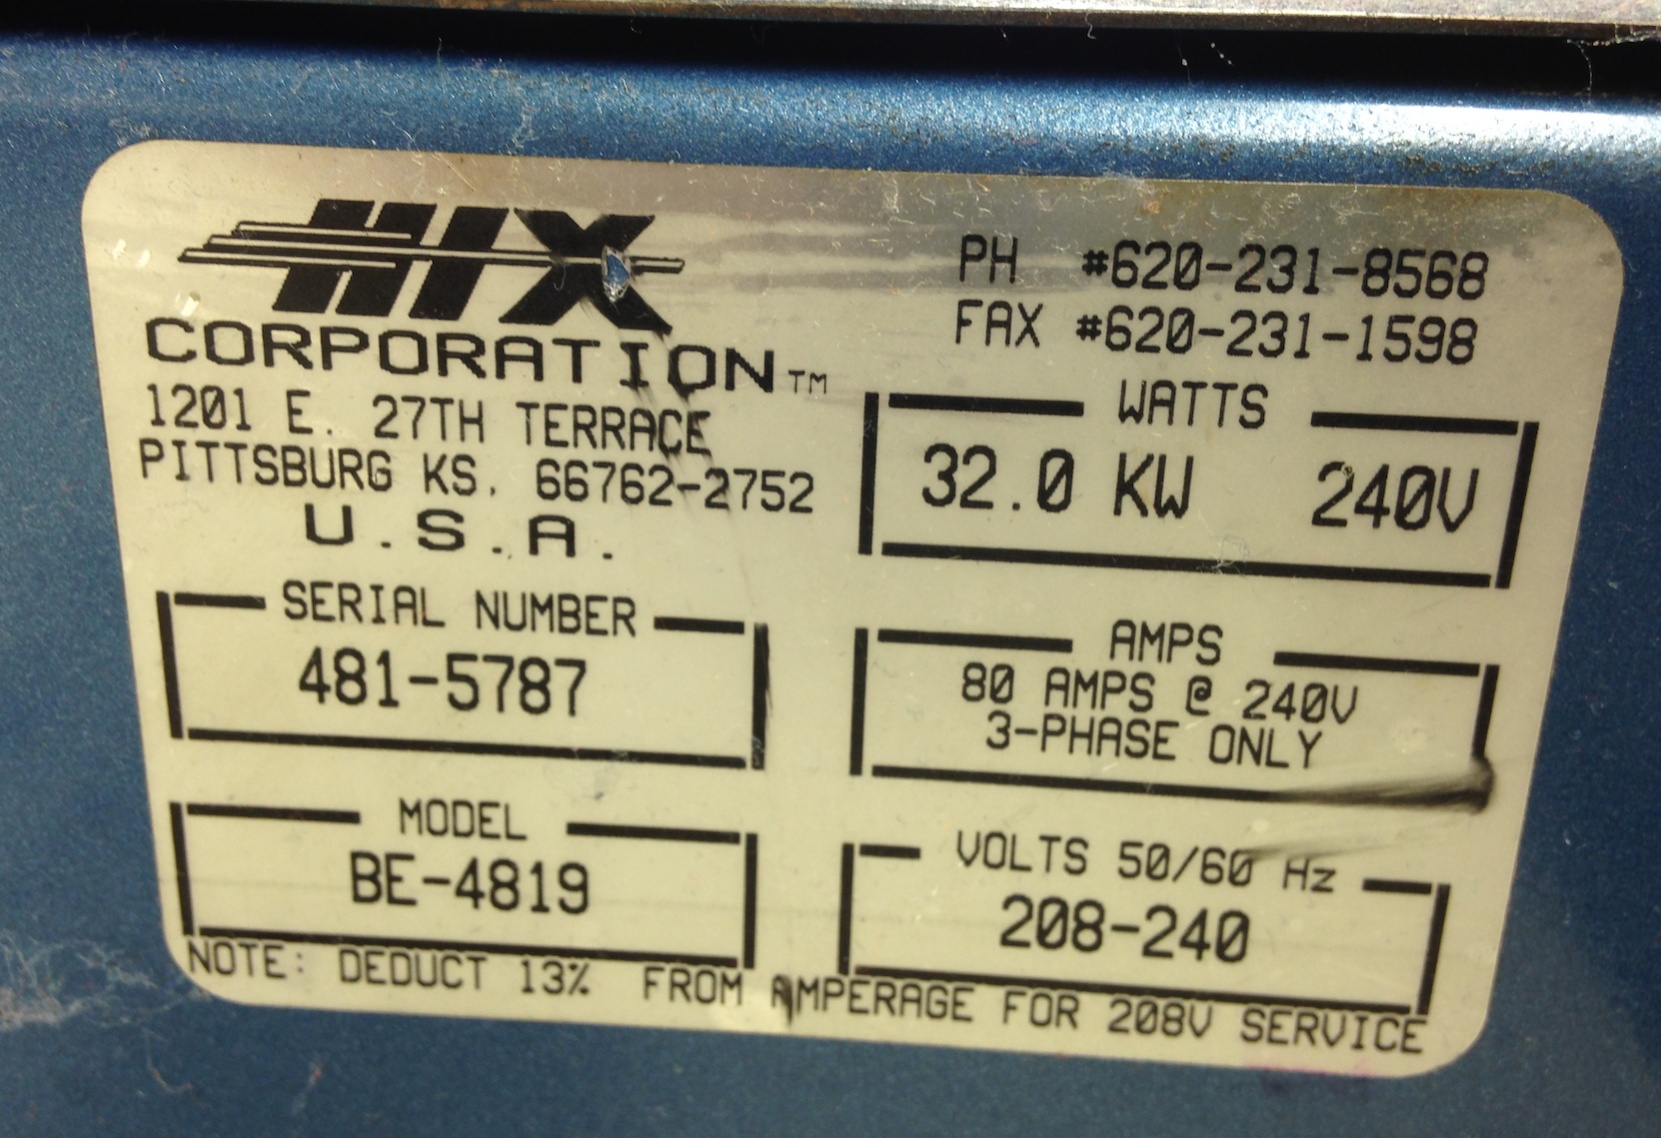 HIX
CORPORATION™
1201 E. 27TH TERRACE
PITTSBURG KS. 66762-2752
U.S.A.
PH #620-231-8568
FAX #620-231-1598
WATTS
32.0 KW 240V
SERIAL NUMBER
481-5787
AMPS
80 AMPS @ 240V
3-PHASE ONLY
MODEL
BE-4819
VOLTS 50/60 Hz
208-240
NOTE: DEDUCT 13% FROM AMPERAGE FOR 208V SERVICE